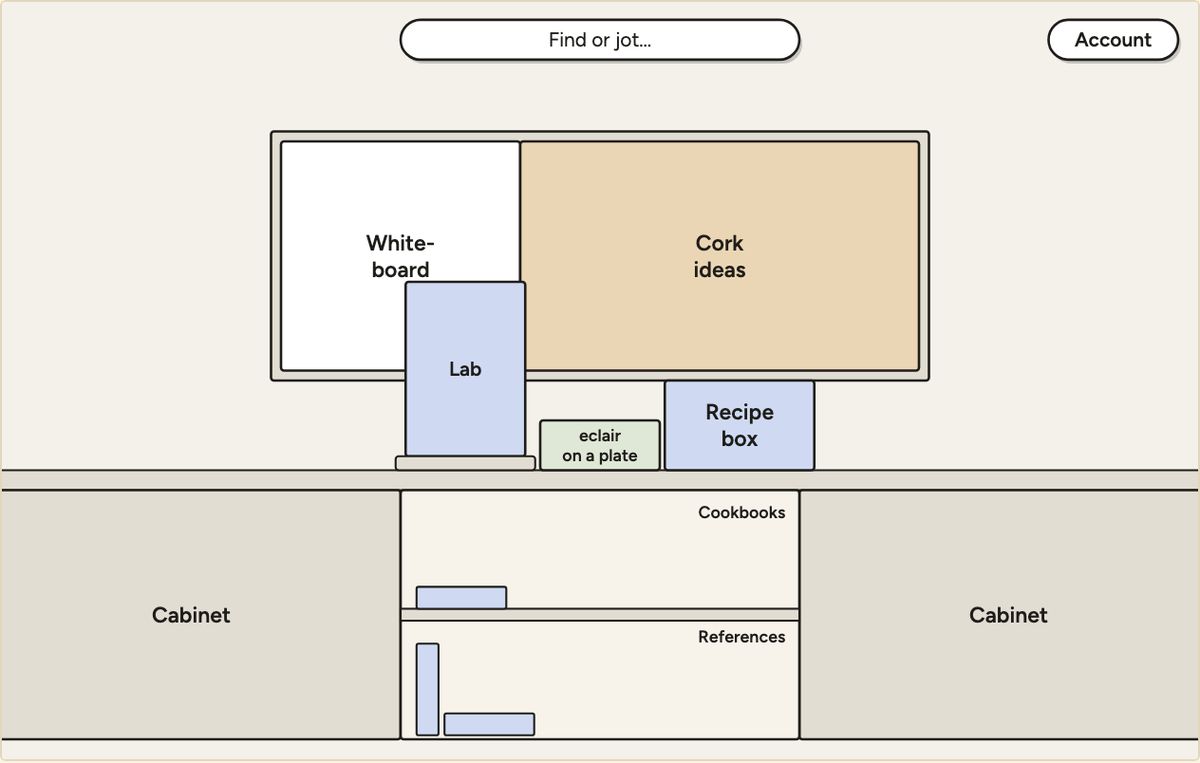 Find or jot...
Account
White-
board
Cork
ideas
Lab
Recipe
box
eclair
on a plate
Cookbooks
Cabinet
Cabinet
References